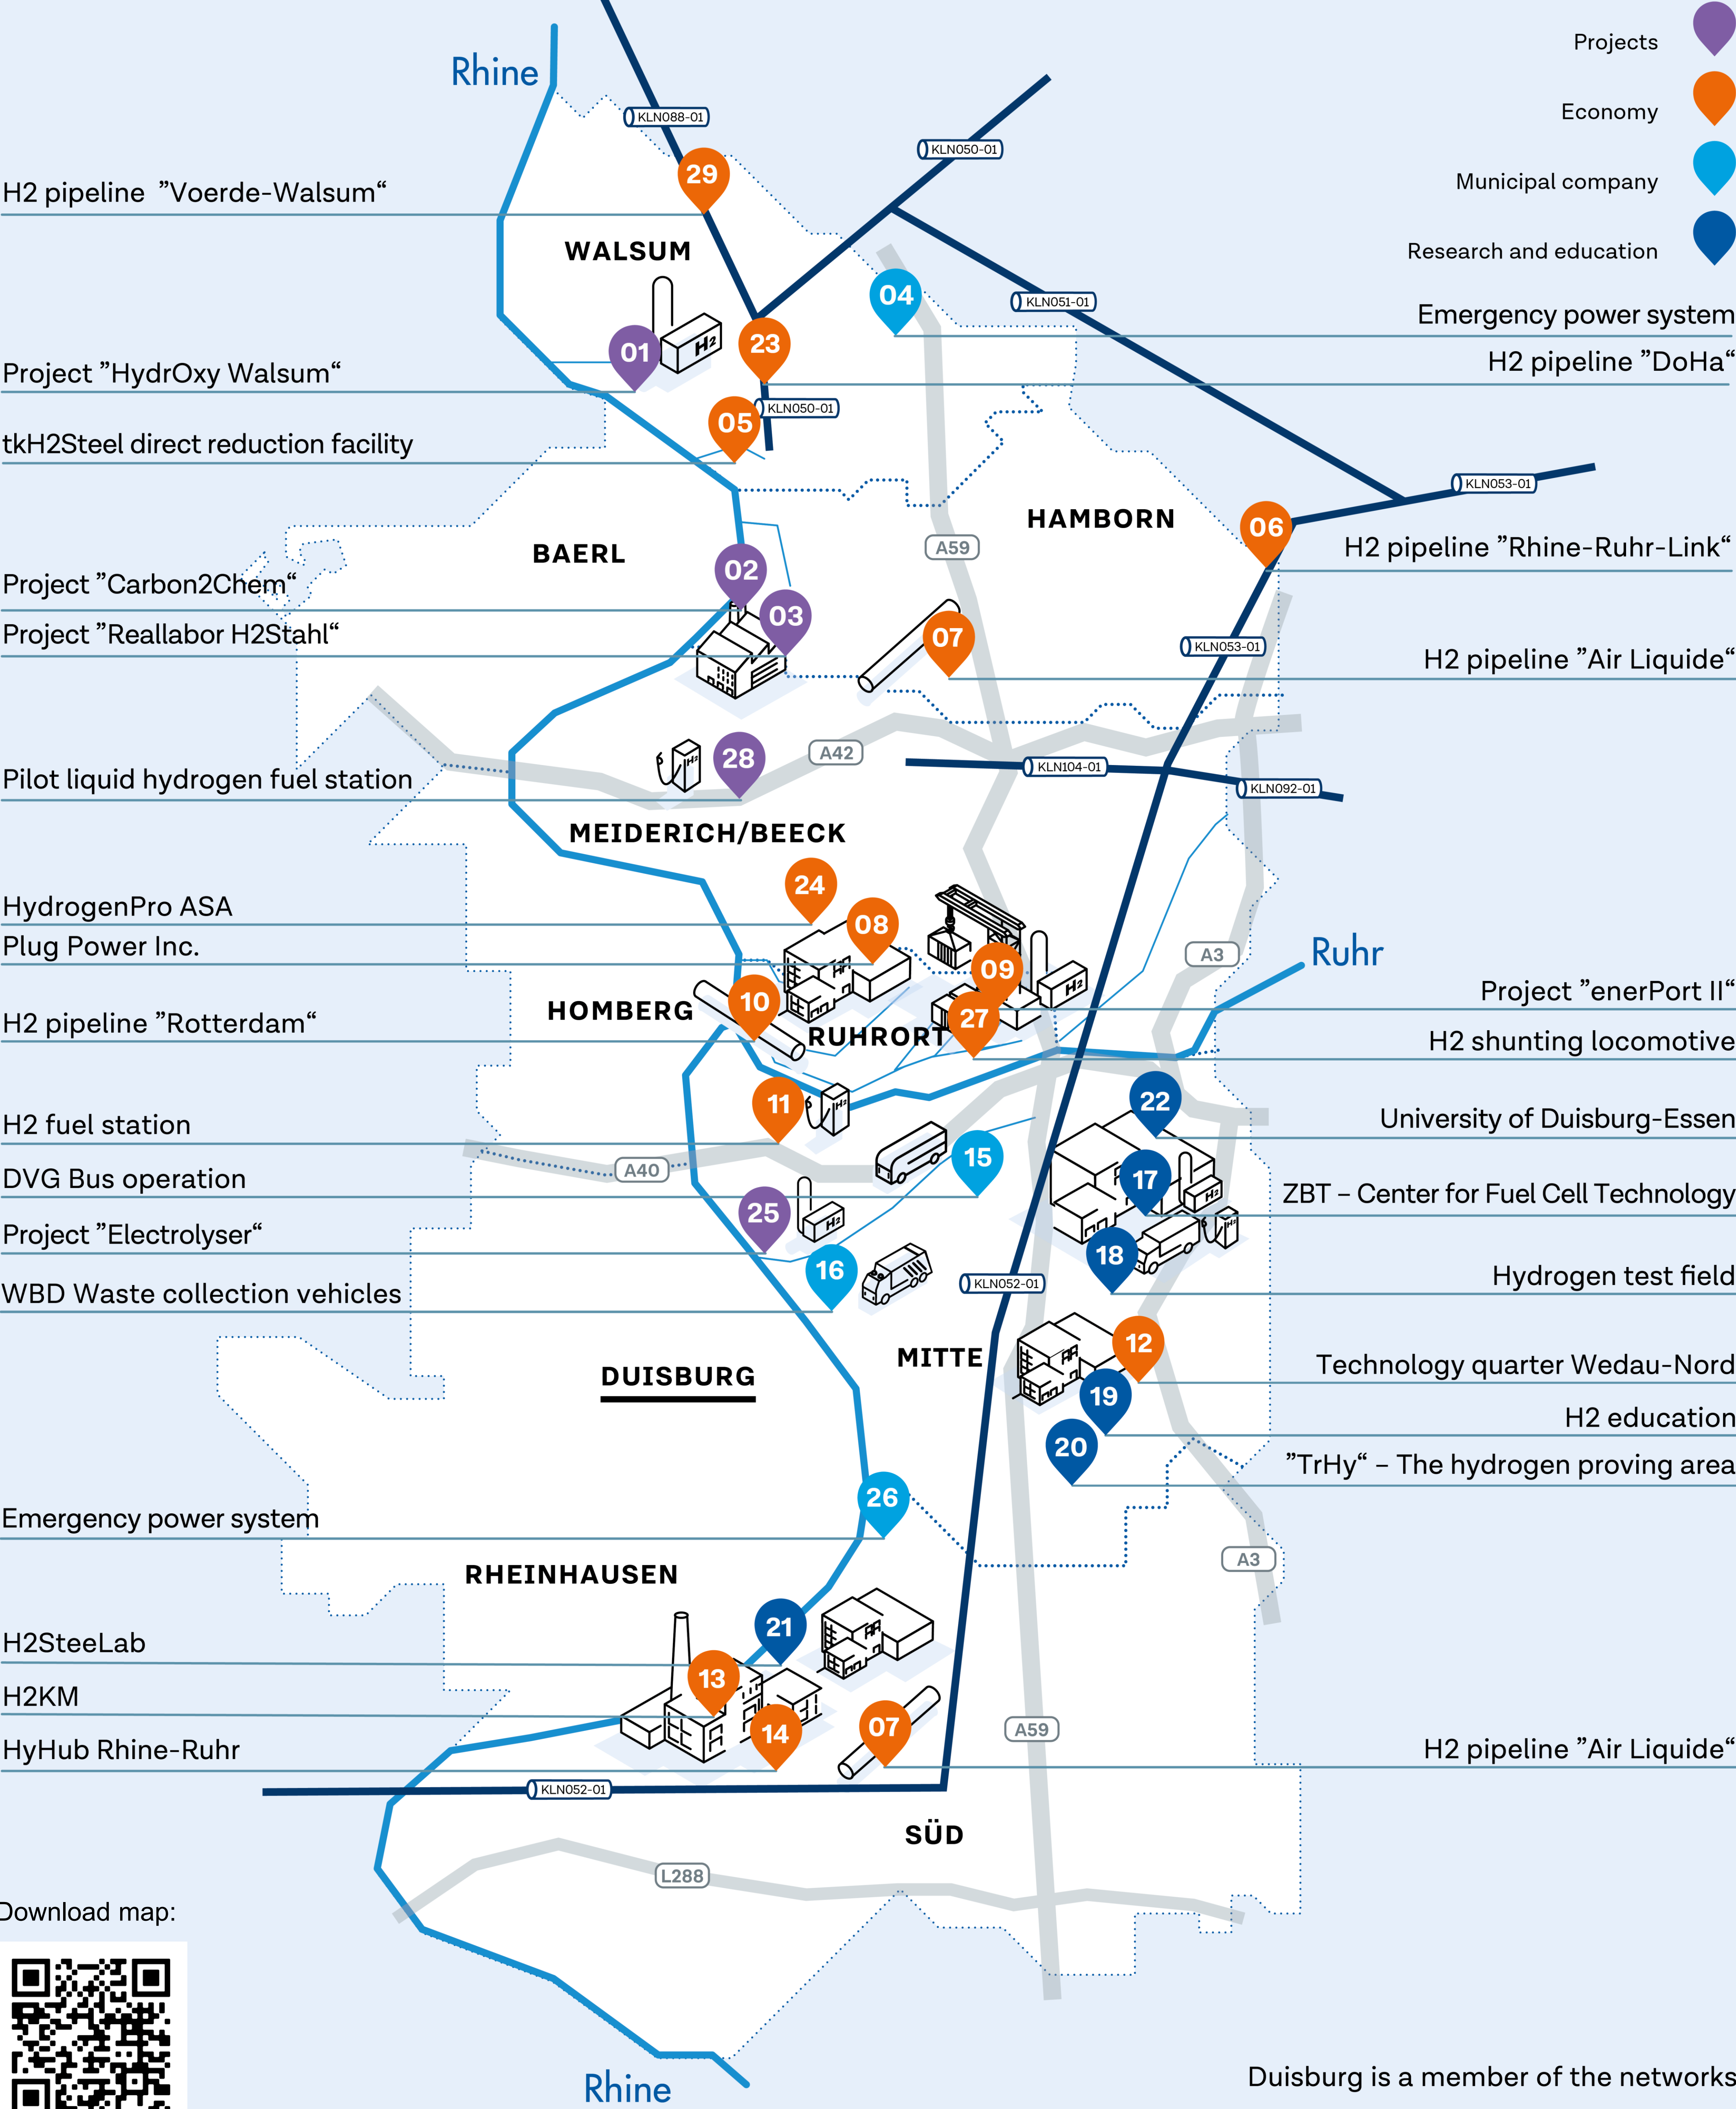 Projects
Economy
Municipal company
Research and education
Rhine
KLN088-01
KLN050-01
29
H2 pipeline ”Voerde-Walsum“
WALSUM
04
KLN051-01
Emergency power system
01
H2
23
H2 pipeline ”DoHa“
Project ”HydrOxy Walsum“
KLN050-01
05
tkH2Steel direct reduction facility
KLN053-01
HAMBORN
06
A59
H2 pipeline ”Rhine-Ruhr-Link“
BAERL
02
Project ”Carbon2Chem“
03
Project ”Reallabor H2Stahl“
07
KLN053-01
H2 pipeline ”Air Liquide“
A42
28
H2
KLN104-01
KLN092-01
Pilot liquid hydrogen fuel station
MEIDERICH/BEECK
24
HydrogenPro ASA
08
Plug Power Inc.
A3
Ruhr
09
H2
Project ”enerPort II“
10
HOMBERG
27
H2 pipeline ”Rotterdam“
RUHRORT
H2 shunting locomotive
11
H2
22
H2 fuel station
University of Duisburg-Essen
A40
15
DVG Bus operation
17
H2
ZBT – Center for Fuel Cell Technology
25
H2
Project ”Electrolyser“
18
H2
16
Hydrogen test field
WBD Waste collection vehicles
KLN052-01
MITTE
12
Technology quarter Wedau-Nord
DUISBURG
19
H2 education
20
”TrHy“ – The hydrogen proving area
26
Emergency power system
A3
RHEINHAUSEN
21
H2SteeLab
13
H2KM
14
07
A59
HyHub Rhine-Ruhr
H2 pipeline ”Air Liquide“
KLN052-01
SÜD
L288
Download map:
Rhine
Duisburg is a member of the networks